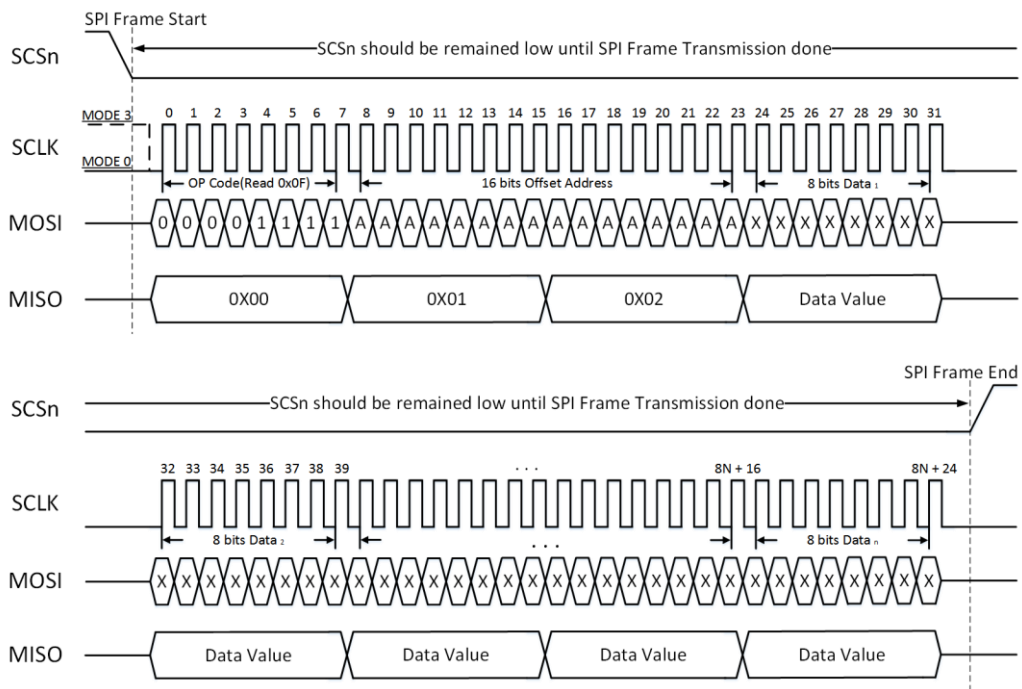 SPI Frame Start
SCSn
SCSn should be remained low until SPI Frame Transmission done
MODE 3
0 1 2 3 4 5 6 7 8 9 10 11 12 13 14 15 16 17 18 19 20 21 22 23 24 25 26 27 28 29 30 31
SCLK
MODE 0
OP Code(Read 0x0F) 16 bits Offset Address 8 bits Data 1
MOSI 0 0 0 0 1 1 1 1 A A A A A A A A A A A A A A A A X X X X X X X X
MISO 0X00 0X01 0X02 Data Value
SPI Frame End
SCSn SCSn should be remained low until SPI Frame Transmission done
32 33 34 35 36 37 38 39 · · · 8N + 16 8N + 24
SCLK
8 bits Data 2 . . . 8 bits Data n
MOSI X X X X X X X X X X X X X X X X X X X X X X X X X X X X X X X X
MISO Data Value Data Value Data Value Data Value